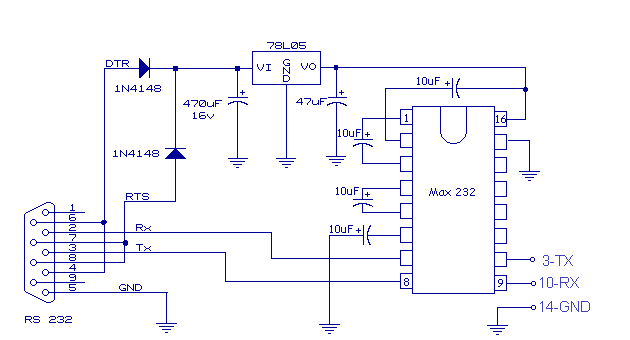 78L05
DTR
VI
GND
VO
1N4148
10uF +
+
470uF
16v
+
47uF
1
16
10uF +
1N4148
Max 232
10uF +
RTS
1
6
2
7
3
8
4
9
5
Rx
Tx
10uF +
GND
8
9
3-TX
10-RX
14-GND
RS 232